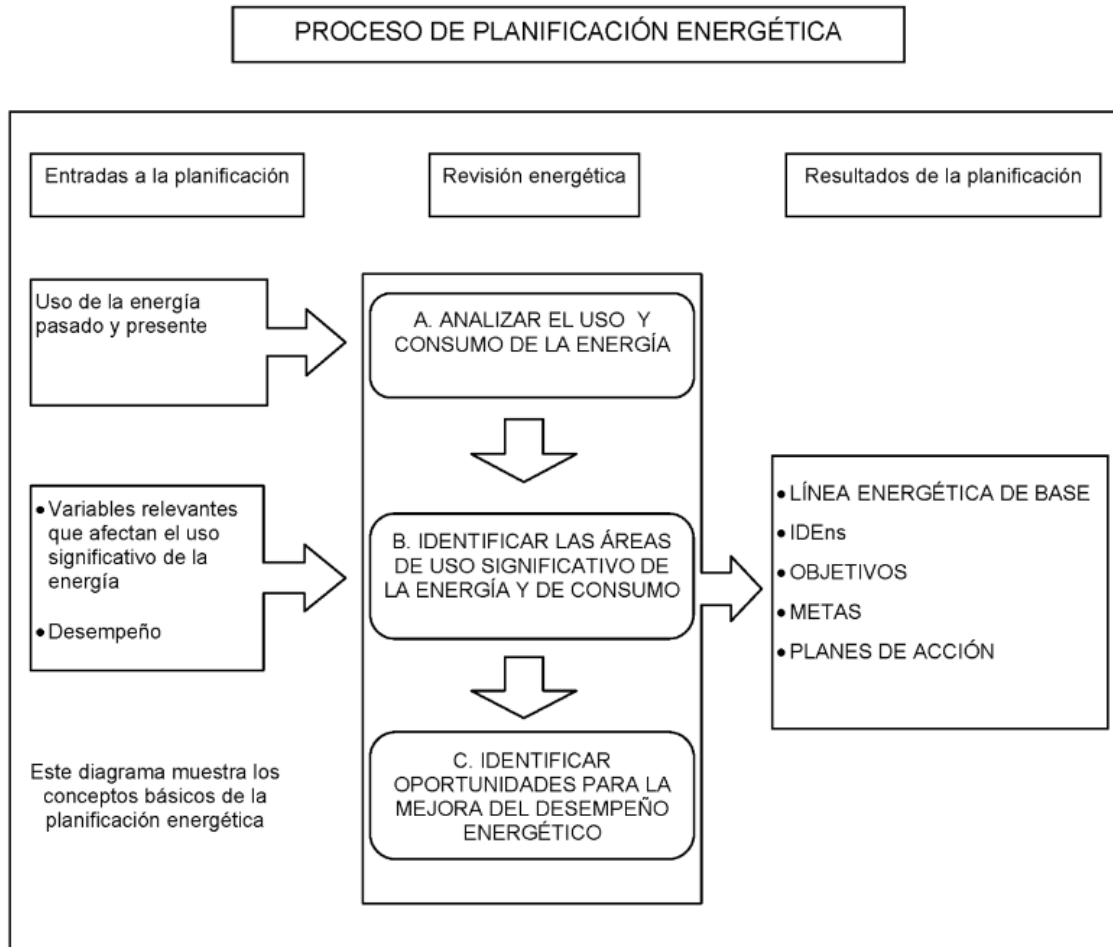 PROCESO DE PLANIFICACIÓN ENERGÉTICA
Entradas a la planificación
Revisión energética
Resultados de la planificación
Uso de la energía
pasado y presente
A. ANALIZAR EL USO Y
CONSUMO DE LA ENERGÍA
• Variables relevantes
que afectan el uso
significativo de la
energía
• Desempeño
B. IDENTIFICAR LAS ÁREAS
DE USO SIGNIFICATIVO DE
LA ENERGÍA Y DE CONSUMO
• LÍNEA ENERGÉTICA DE BASE
• IDEns
• OBJETIVOS
• METAS
• PLANES DE ACCIÓN
C. IDENTIFICAR
OPORTUNIDADES PARA LA
MEJORA DEL DESEMPEÑO
ENERGÉTICO
Este diagrama muestra los
conceptos básicos de la
planificación energética